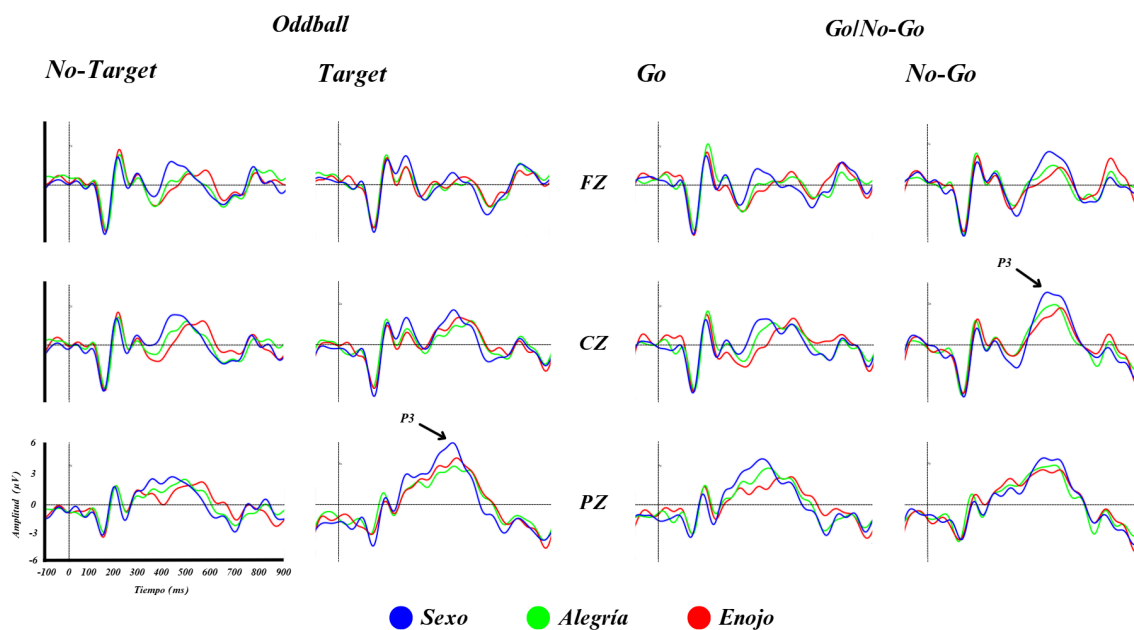 Oddball
Go/No-Go
No-Target
Target
Go
No-Go
FZ
P3
CZ
P3
PZ
Amplitud (μV)
6
3
0
-3
-6
-100 0 100 200 300 400 500 600 700 800 900
Tiempo (ms)
Sexo
Alegría
Enojo